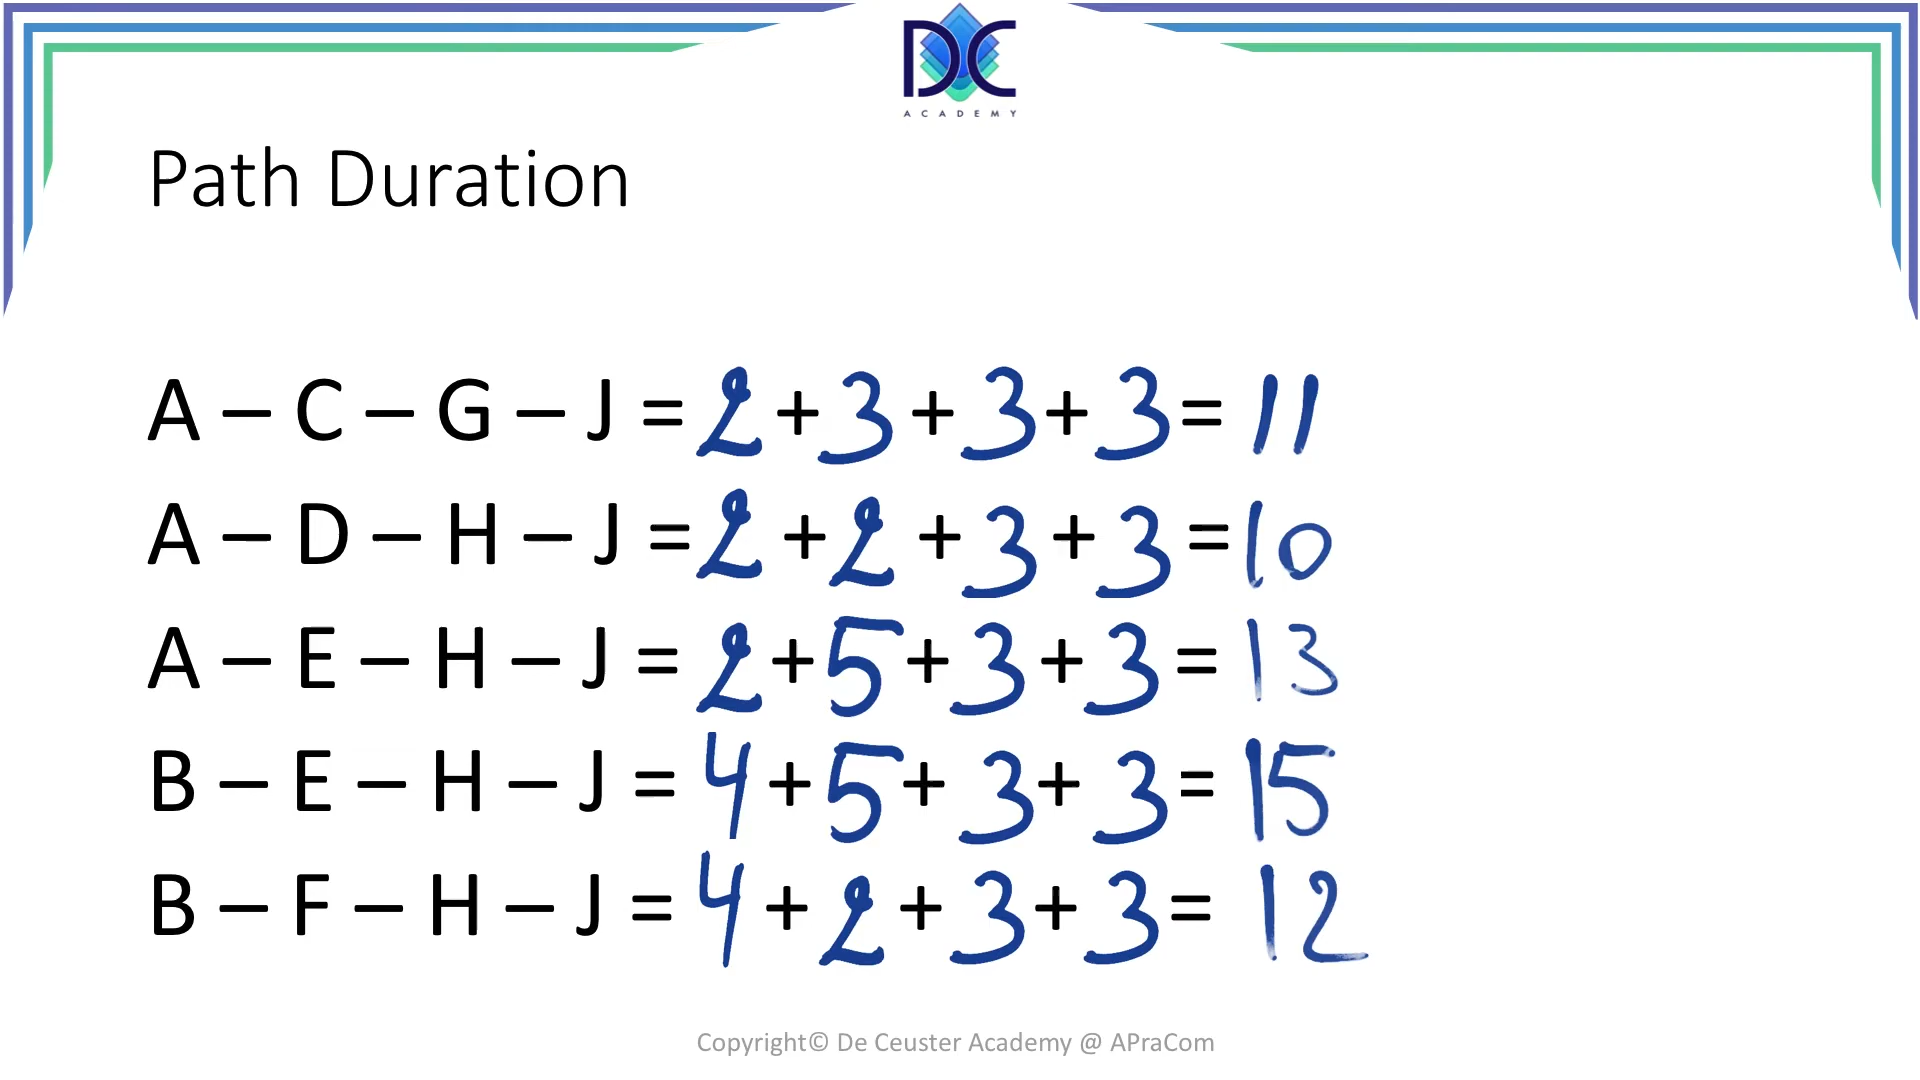 DC
ACADEMY
Path Duration
A – C – G – J = 2 + 3 + 3 + 3 = 11
A – D – H – J = 2 + 2 + 3 + 3 = 10
A – E – H – J = 2 + 5 + 3 + 3 = 13
B – E – H – J = 4 + 5 + 3 + 3 = 15
B – F – H – J = 4 + 2 + 3 + 3 = 12
Copyright© De Ceuster Academy @ APraCom